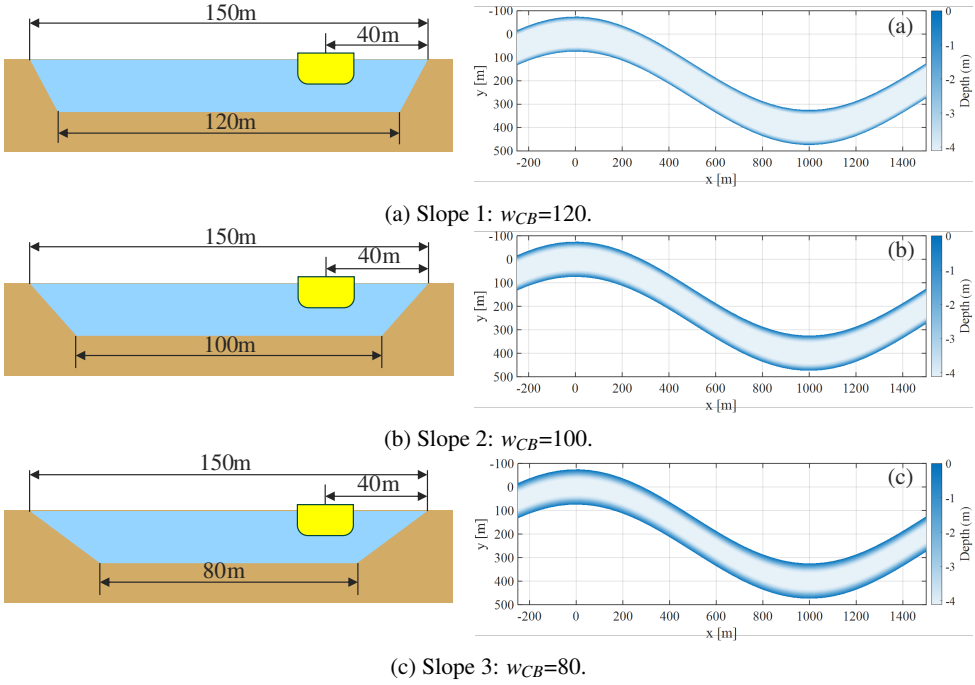 150m
40m
120m
(a)
-100
0
100
200
300
400
500
y [m]
-200 0 200 400 600 800 1000 1200 1400
x [m]
0
-1
-2
-3
-4
Depth (m)
(a) Slope 1: wCB=120.
150m
40m
100m
(b)
-100
0
100
200
300
400
500
y [m]
-200 0 200 400 600 800 1000 1200 1400
x [m]
0
-1
-2
-3
-4
Depth (m)
(b) Slope 2: wCB=100.
150m
40m
80m
(c)
-100
0
100
200
300
400
500
y [m]
-200 0 200 400 600 800 1000 1200 1400
x [m]
0
-1
-2
-3
-4
Depth (m)
(c) Slope 3: wCB=80.